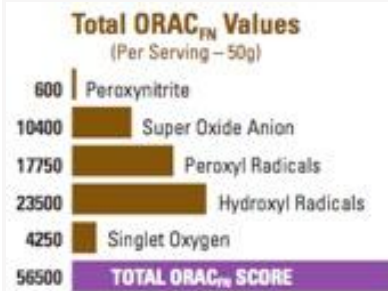 Total ORACFN Values
(Per Serving – 50g)
600 Peroxynitrite
10400 Super Oxide Anion
17750 Peroxyl Radicals
23500 Hydroxyl Radicals
4250 Singlet Oxygen
56500 TOTAL ORACFN SCORE